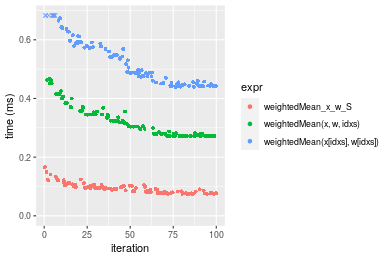 0.6
0.4
0.2
0.0
time (ms)
0
25
50
75
100
iteration
expr
weightedMean_x_w_S
weightedMean(x, w, idxs)
weightedMean(x[idxs], w[idxs])